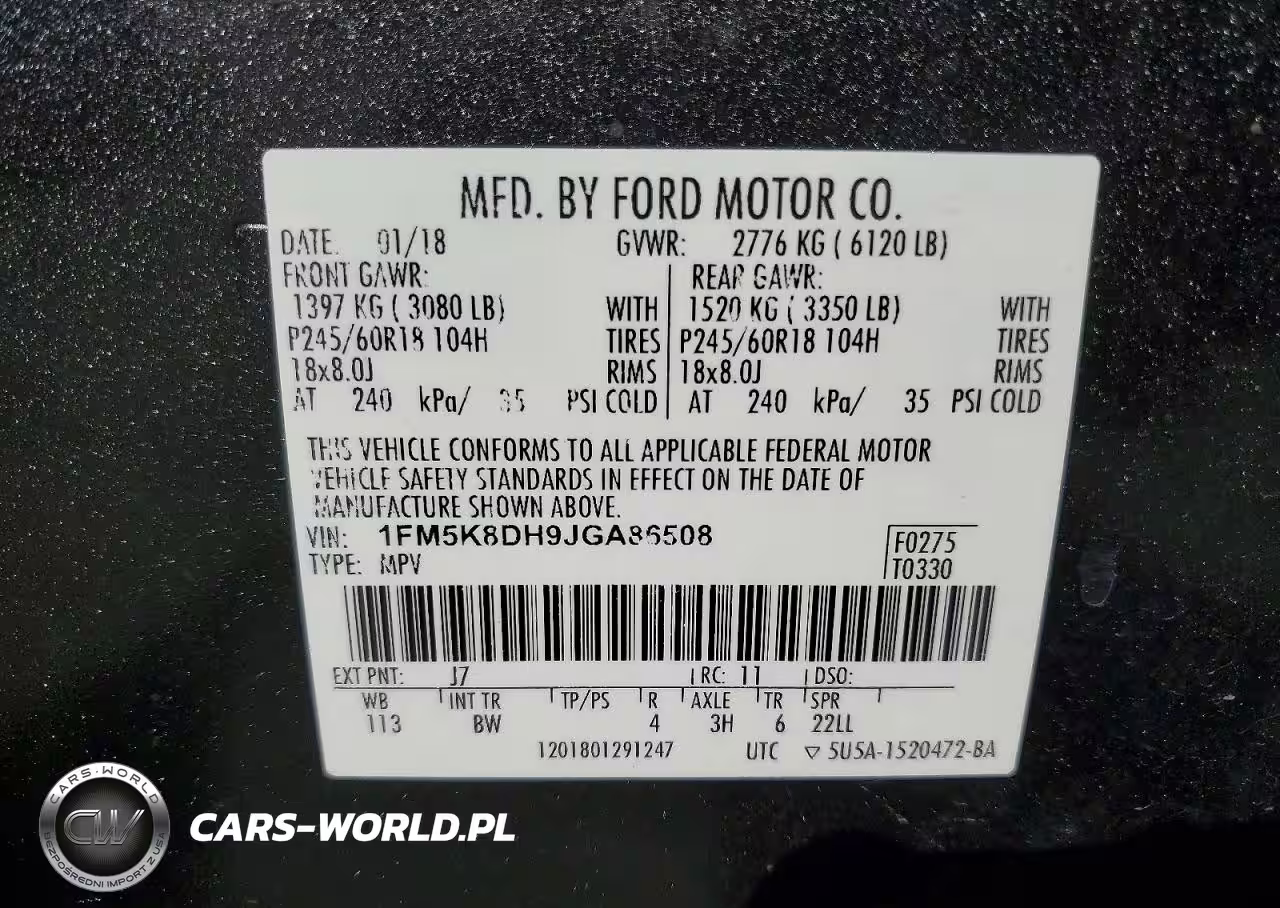 MFD. BY FORD MOTOR CO.
DATE. 01/18 GVWR: 2776 KG ( 6120 LB)
FRONT GAWR: REAR GAWR:
1397 KG ( 3080 LB) WITH 1520 KG ( 3350 LB) WITH
P245/60R18 104H TIRES P245/60R18 104H TIRES
18x8.0J RIMS 18x8.0J RIMS
AT 240 kPa/ 35 PSI COLD AT 240 kPa/ 35 PSI COLD
THIS VEHICLE CONFORMS TO ALL APPLICABLE FEDERAL MOTOR
VEHICLE SAFETY STANDARDS IN EFFECT ON THE DATE OF
MANUFACTURE SHOWN ABOVE.
VIN: 1FM5K8DH9JGA86508
F0275
TYPE: MPV
T0330
EXT PNT: J7 RC: 11 DSO:
WB INT TR TP/PS R AXLE TR SPR
113 BW 4 3H 6 22LL
1201801291247 UTC ▽ 5U5A-1520472-BA
CARS-WORLD
CW
BEZPOŚREDNI IMPORT Z USA
CARS-WORLD.PL